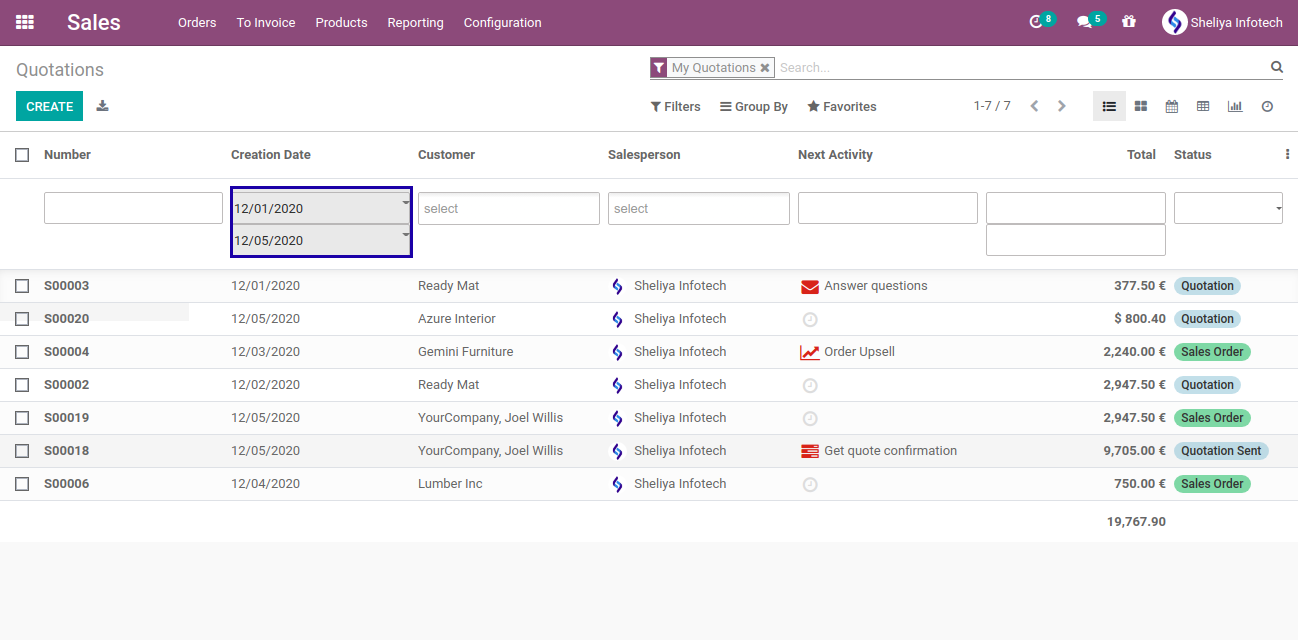 Sales Orders To Invoice Products Reporting Configuration 8 5 Sheliya Infotech
Quotations My Quotations Search...
CREATE Filters Group By Favorites 1-7 / 7
Number Creation Date Customer Salesperson Next Activity Total Status
12/01/2020 select select
12/05/2020
S00003 12/01/2020 Ready Mat Sheliya Infotech Answer questions 377.50 € Quotation
S00020 12/05/2020 Azure Interior Sheliya Infotech $ 800.40 Quotation
S00004 12/03/2020 Gemini Furniture Sheliya Infotech Order Upsell 2,240.00 € Sales Order
S00002 12/02/2020 Ready Mat Sheliya Infotech 2,947.50 € Quotation
S00019 12/05/2020 YourCompany, Joel Willis Sheliya Infotech 2,947.50 € Sales Order
S00018 12/05/2020 YourCompany, Joel Willis Sheliya Infotech Get quote confirmation 9,705.00 € Quotation Sent
S00006 12/04/2020 Lumber Inc Sheliya Infotech 750.00 € Sales Order
19,767.90